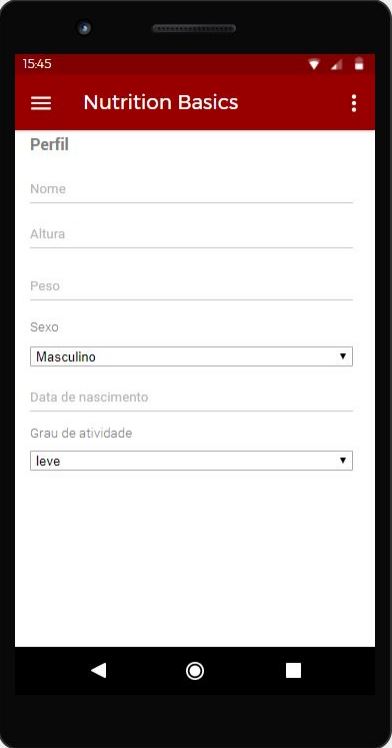 15:45
Nutrition Basics
Perfil
Nome
Altura
Peso
Sexo
Masculino
Data de nascimento
Grau de atividade
leve